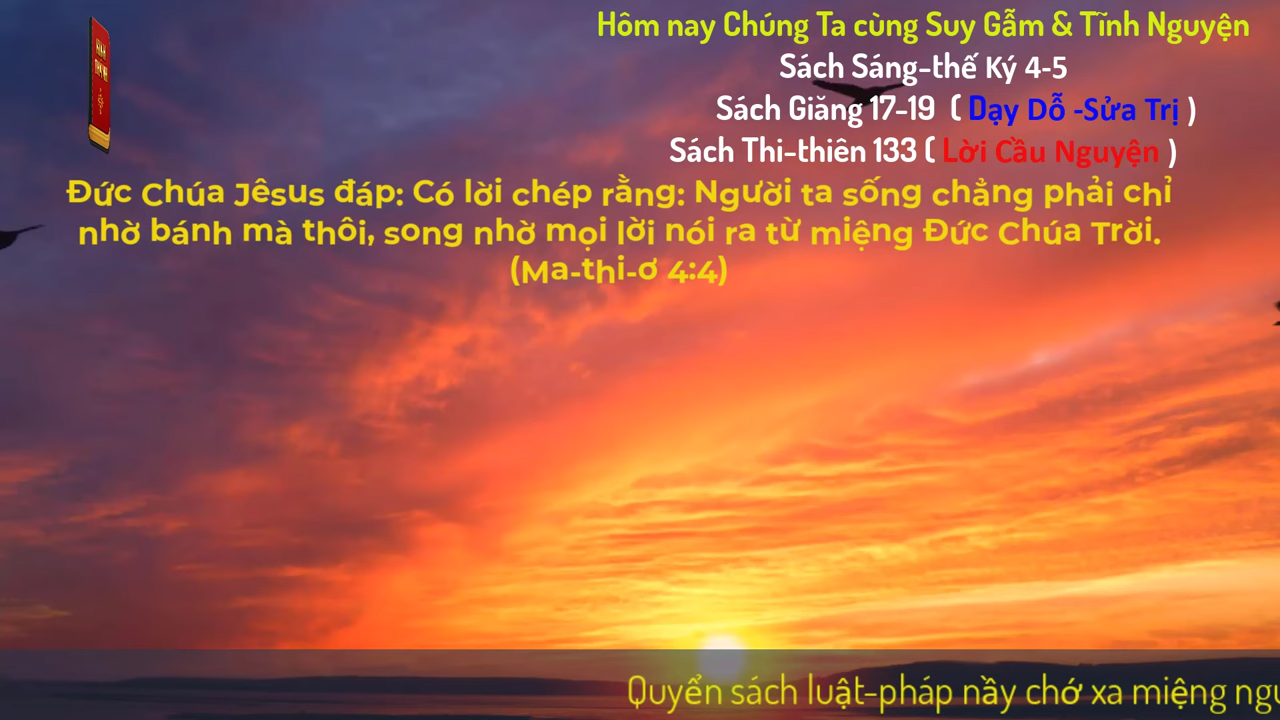 Hôm nay Chúng Ta cùng Suy Gẫm & Tĩnh Nguyện
Sách Sáng-thế Ký 4-5
Sách Giăng 17-19 ( Dạy Dỗ -Sửa Trị )
Sách Thi-thiên 133 ( Lời Cầu Nguyện )
Đức Chúa Jêsus đáp: Có lời chép rằng: Người ta sống chẳng phải chỉ
nhờ bánh mà thôi, song nhờ mọi lời nói ra từ miệng Đức Chúa Trời.
(Ma-thi-ơ 4:4)
Quyển sách luật-pháp nầy chớ xa miệng